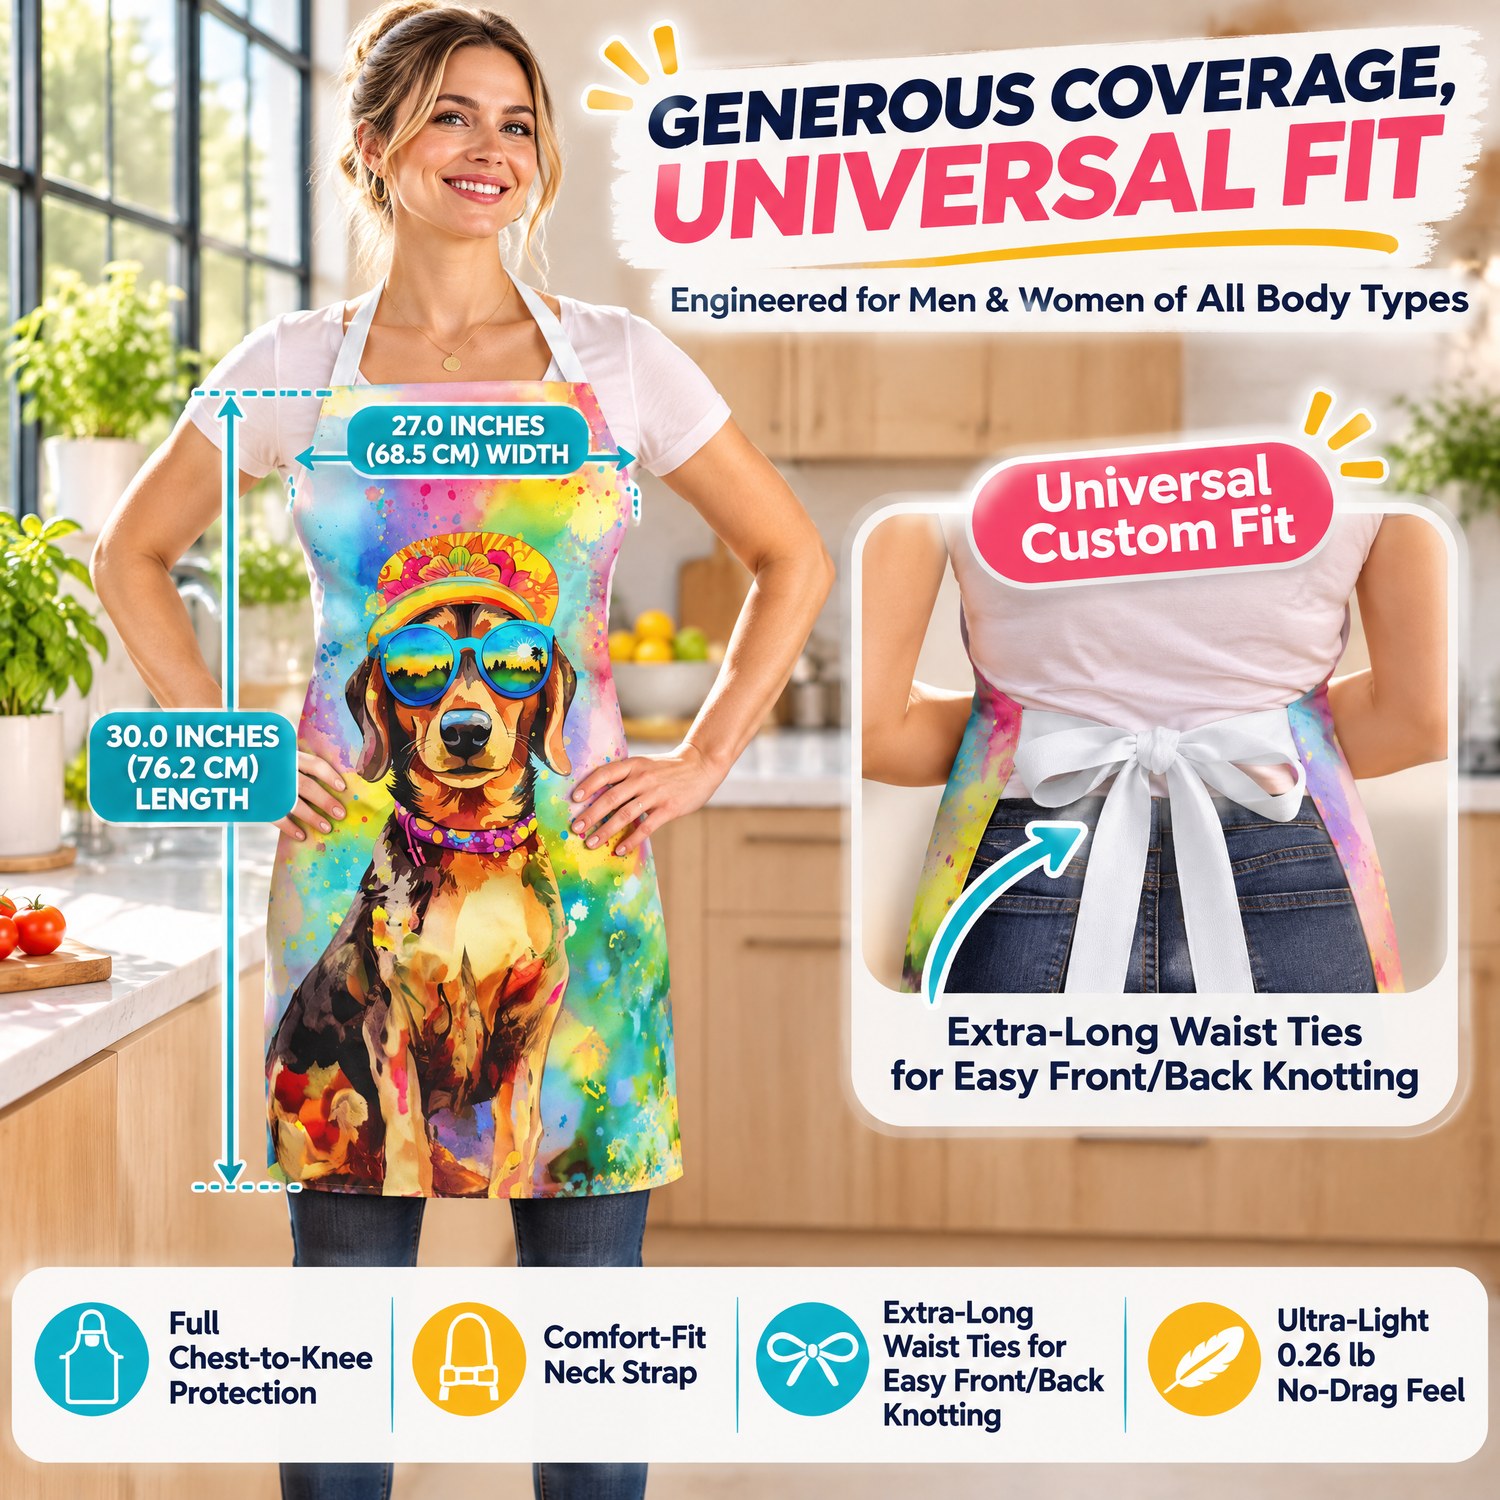 GENEROUS COVERAGE,
UNIVERSAL FIT
Engineered for Men & Women of All Body Types
27.0 INCHES
(68.5 CM) WIDTH
30.0 INCHES
(76.2 CM)
LENGTH
Universal
Custom Fit
Extra-Long Waist Ties
for Easy Front/Back Knotting
Full
Chest-to-Knee
Protection
Comfort-Fit
Neck Strap
Extra-Long
Waist Ties for
Easy Front/Back
Knotting
Ultra-Light
0.26 lb
No-Drag Feel